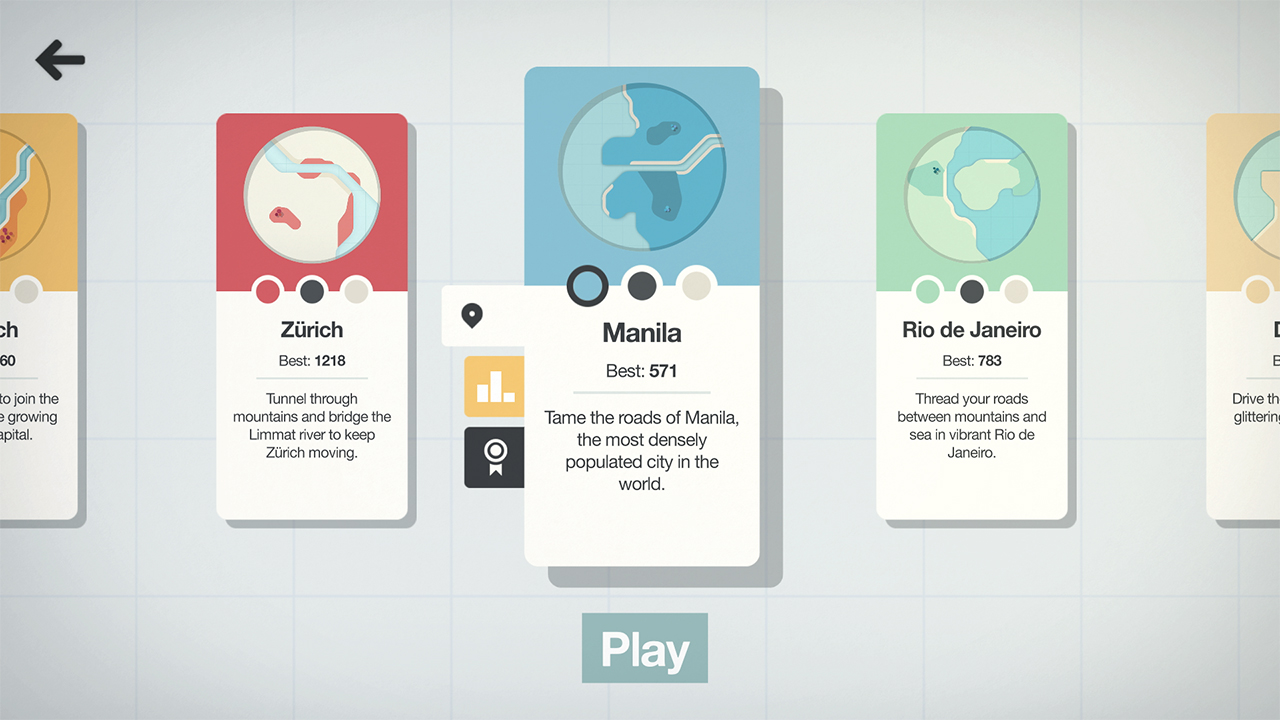 ch
60
to join the
e growing
apital.
Zürich
Best: 1218
Tunnel through
mountains and bridge the
Limmat river to keep
Zürich moving.
Manila
Best: 571
Tame the roads of Manila,
the most densely
populated city in the
world.
Rio de Janeiro
Best: 783
Thread your roads
between mountains and
sea in vibrant Rio de
Janeiro.
D
B
Drive th
glittering
Play